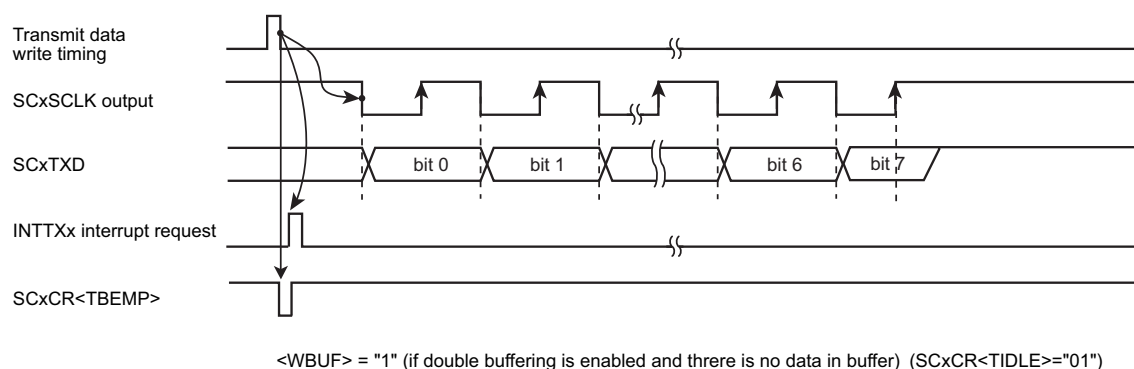 Transmit data
write timing
SCxSCLK output
SCxTXD
bit 0
bit 1
bit 6
bit 7
INTTXx interrupt request
SCxCR<TBEMP>
<WBUF> = "1" (if double buffering is enabled and threre is no data in buffer) (SCxCR<TIDLE>="01")